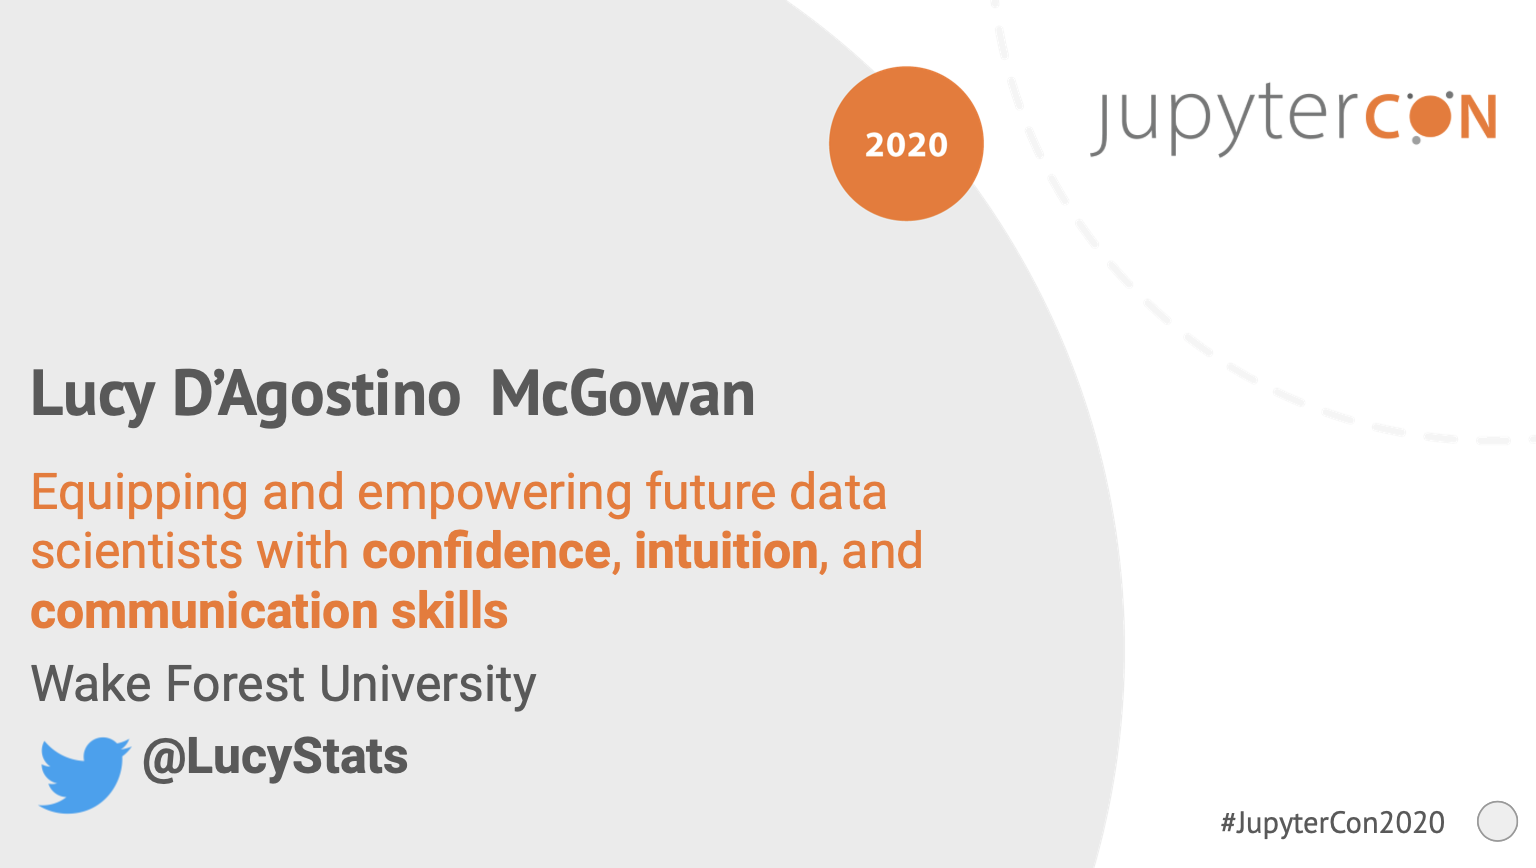 2020
jupytercon
Lucy D’Agostino  McGowan
Equipping and empowering future data
scientists with confidence, intuition, and
communication skills
Wake Forest University
@LucyStats
#JupyterCon2020